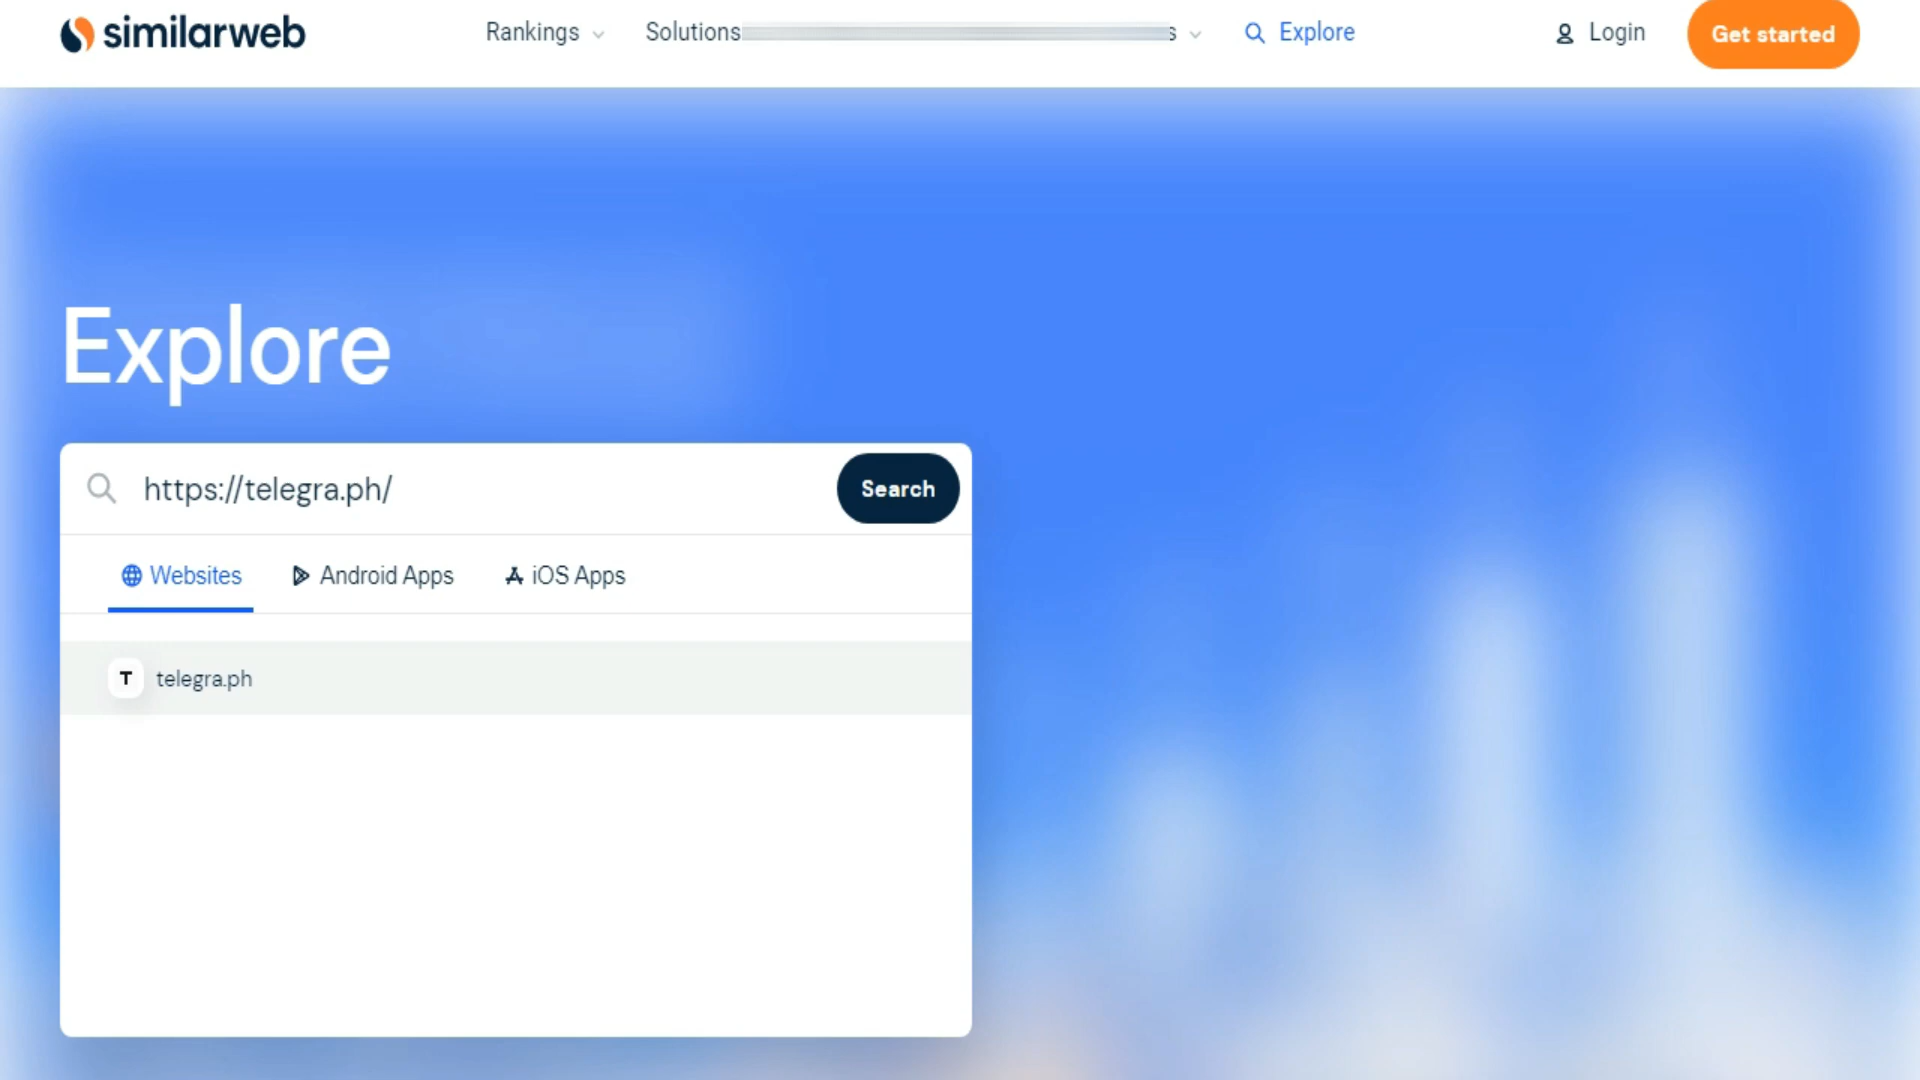 similarweb
Rankings
Solutions
Explore
Login
Get started
Explore
https://telegra.ph/
Search
Websites
Android Apps
iOS Apps
T telegra.ph